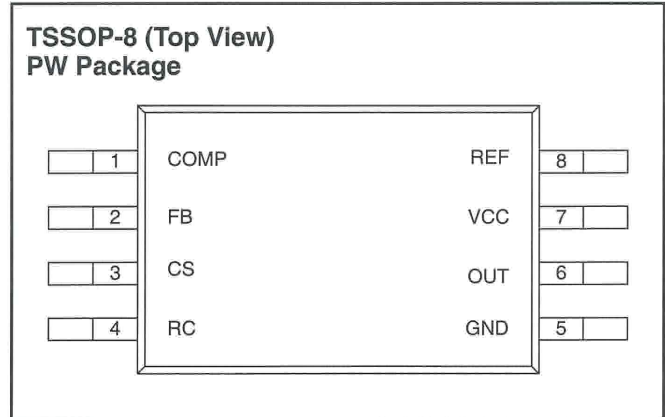 TSSOP-8 (Top View)
PW Package
1 COMP REF 8
2 FB VCC 7
3 CS OUT 6
4 RC GND 5